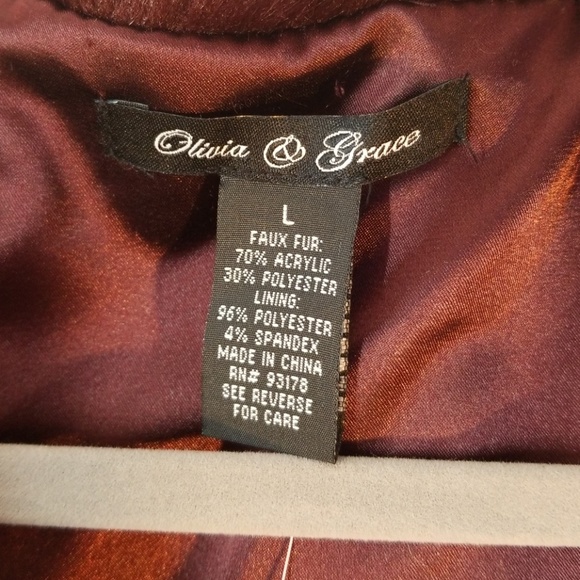 Olivia & Grace
L
FAUX FUR:
70% ACRYLIC
30% POLYESTER
LINING:
96% POLYESTER
4% SPANDEX
MADE IN CHINA
RN# 93178
SEE REVERSE
FOR CARE